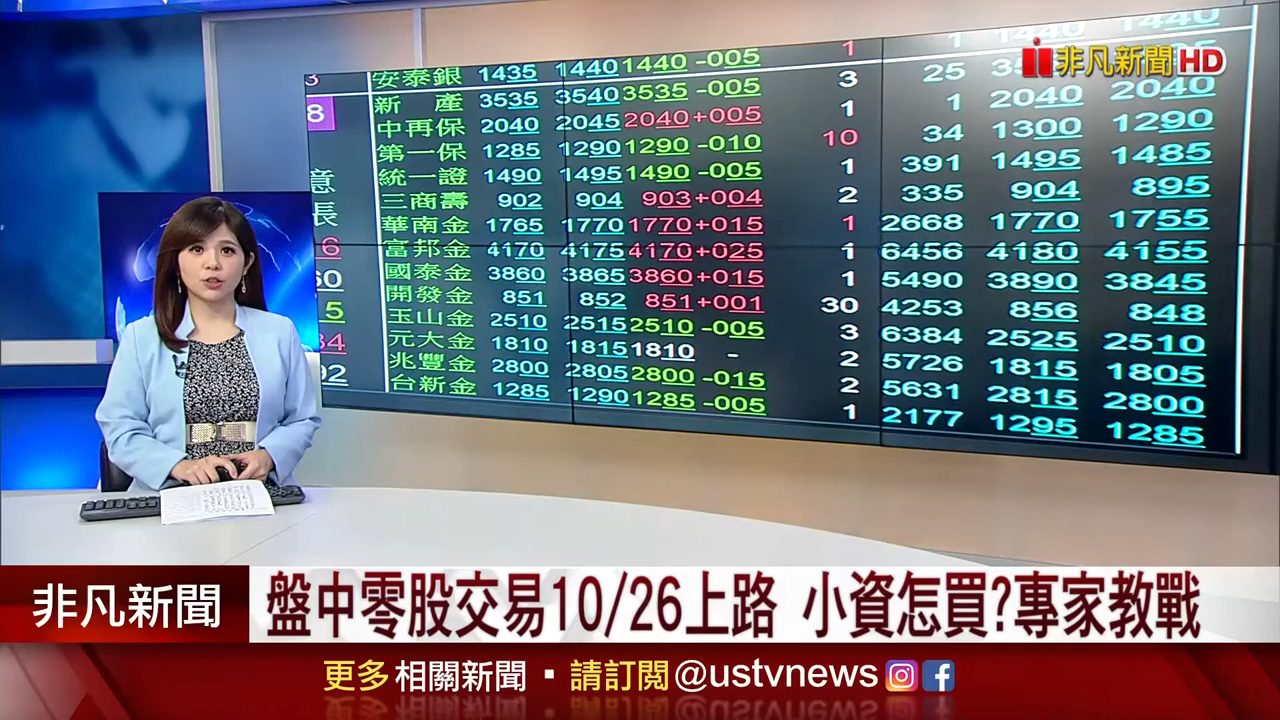 非凡新聞HD
安泰銀 1435 1440 1440 -005 1
新 產 3535 3540 3535 -005 3 25
中再保 2040 2045 2040 +005 1 1 2040 2040
第一保 1285 1290 1290 -010 10 34 1300 1290
統一證 1490 1495 1490 -005 1 391 1495 1485
三商壽 902 904 903 +004 2 335 904 895
華南金 1765 1770 1770 +015 1 2668 1770 1755
富邦金 4170 4175 4170 +025 1 6456 4180 4155
國泰金 3860 3865 3860 +015 1 5490 3890 3845
開發金 851 852 851 +001 30 4253 856 848
玉山金 2510 2515 2510 -005 3 6384 2525 2510
元大金 1810 1815 1810 - 2 5726 1815 1805
兆豐金 2800 2805 2800 -015 2 5631 2815 2800
台新金 1285 1290 1285 -005 1 2177 1295 1285
非凡新聞
盤中零股交易10/26上路 小資怎買?專家教戰
更多相關新聞▪請訂閱@ustvnews